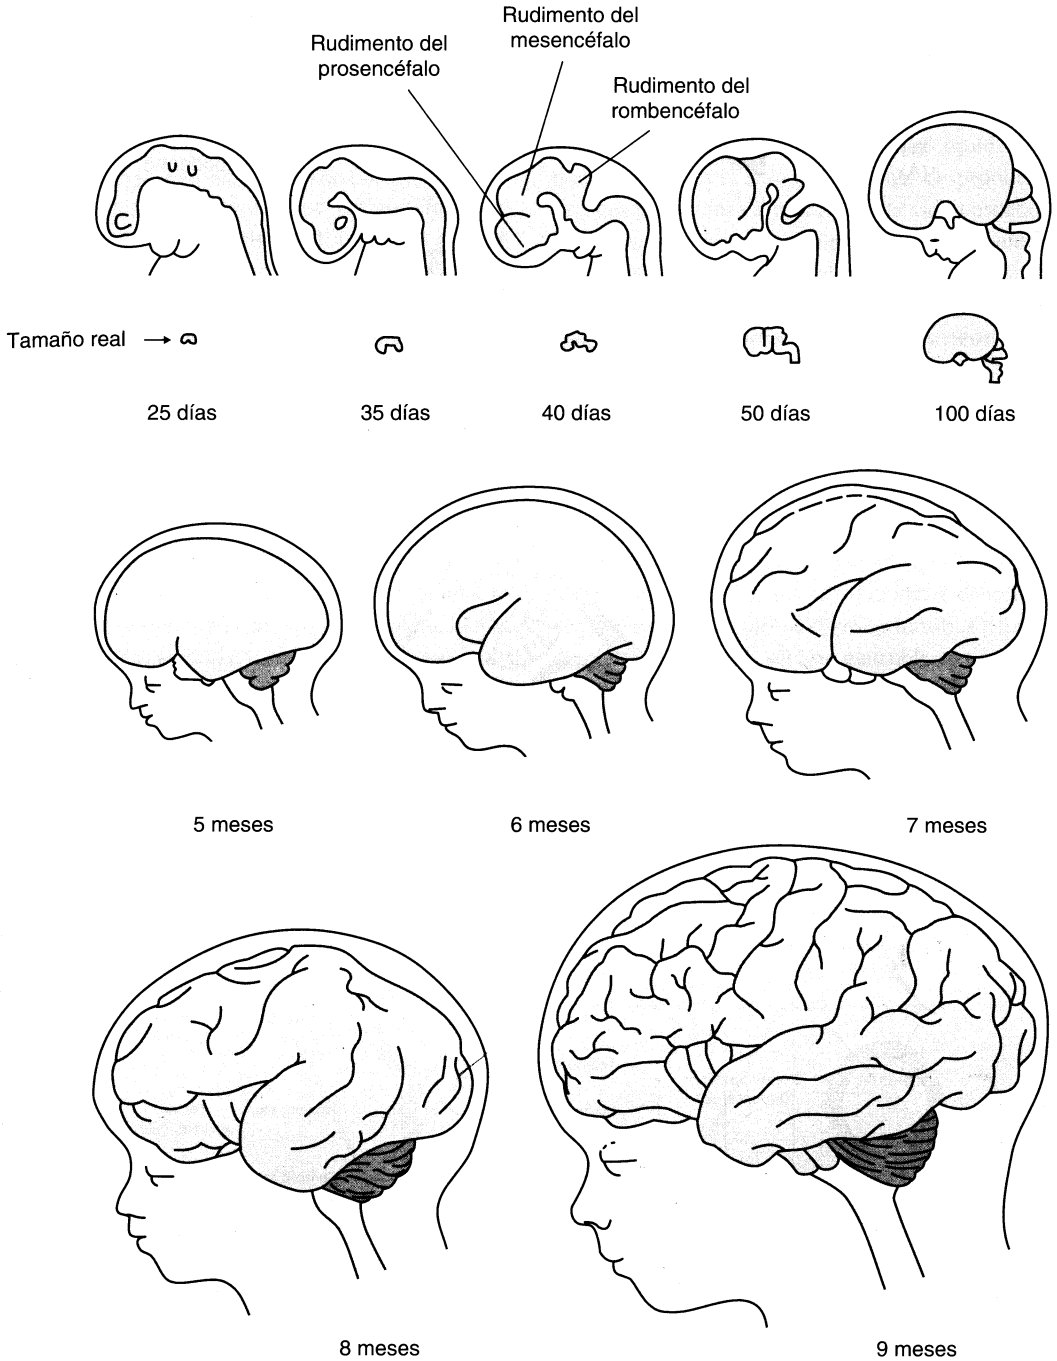 Rudimento del
mesencéfalo
Rudimento del
prosencéfalo
Rudimento del
rombencéfalo
Tamaño real
25 días
35 días
40 días
50 días
100 días
5 meses
6 meses
7 meses
8 meses
9 meses